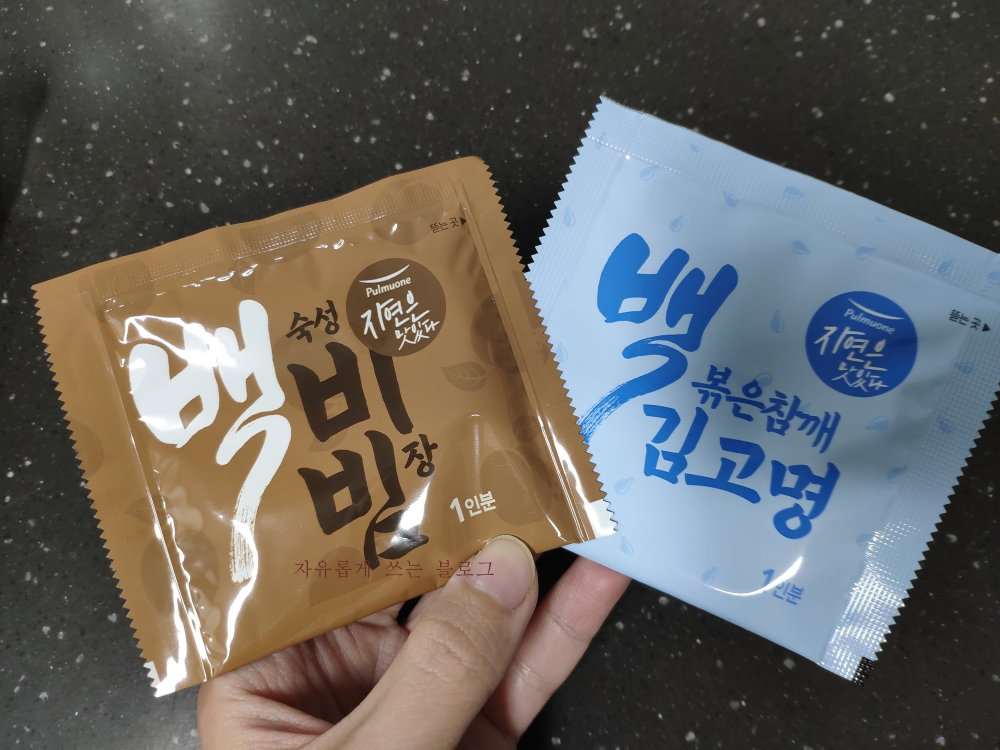 뜯는 곳▶
Pulmuone
자연은
맛있다
백
숙성
비
빔
장
1인분
뜯는 곳▶
Pulmuone
자연은
맛있다
백
볶은참깨
김고명
1인분
자유롭게 쓰는 블로그